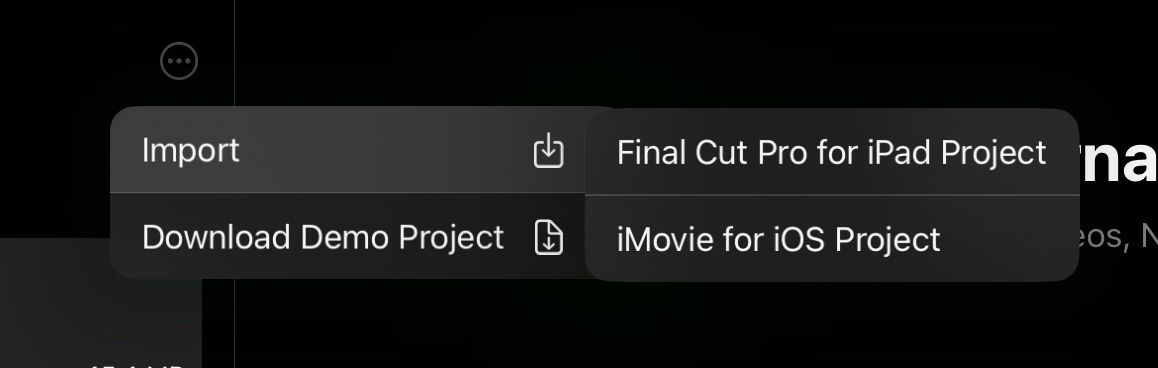 Import
Download Demo Project
Final Cut Pro for iPad Project
iMovie for iOS Project